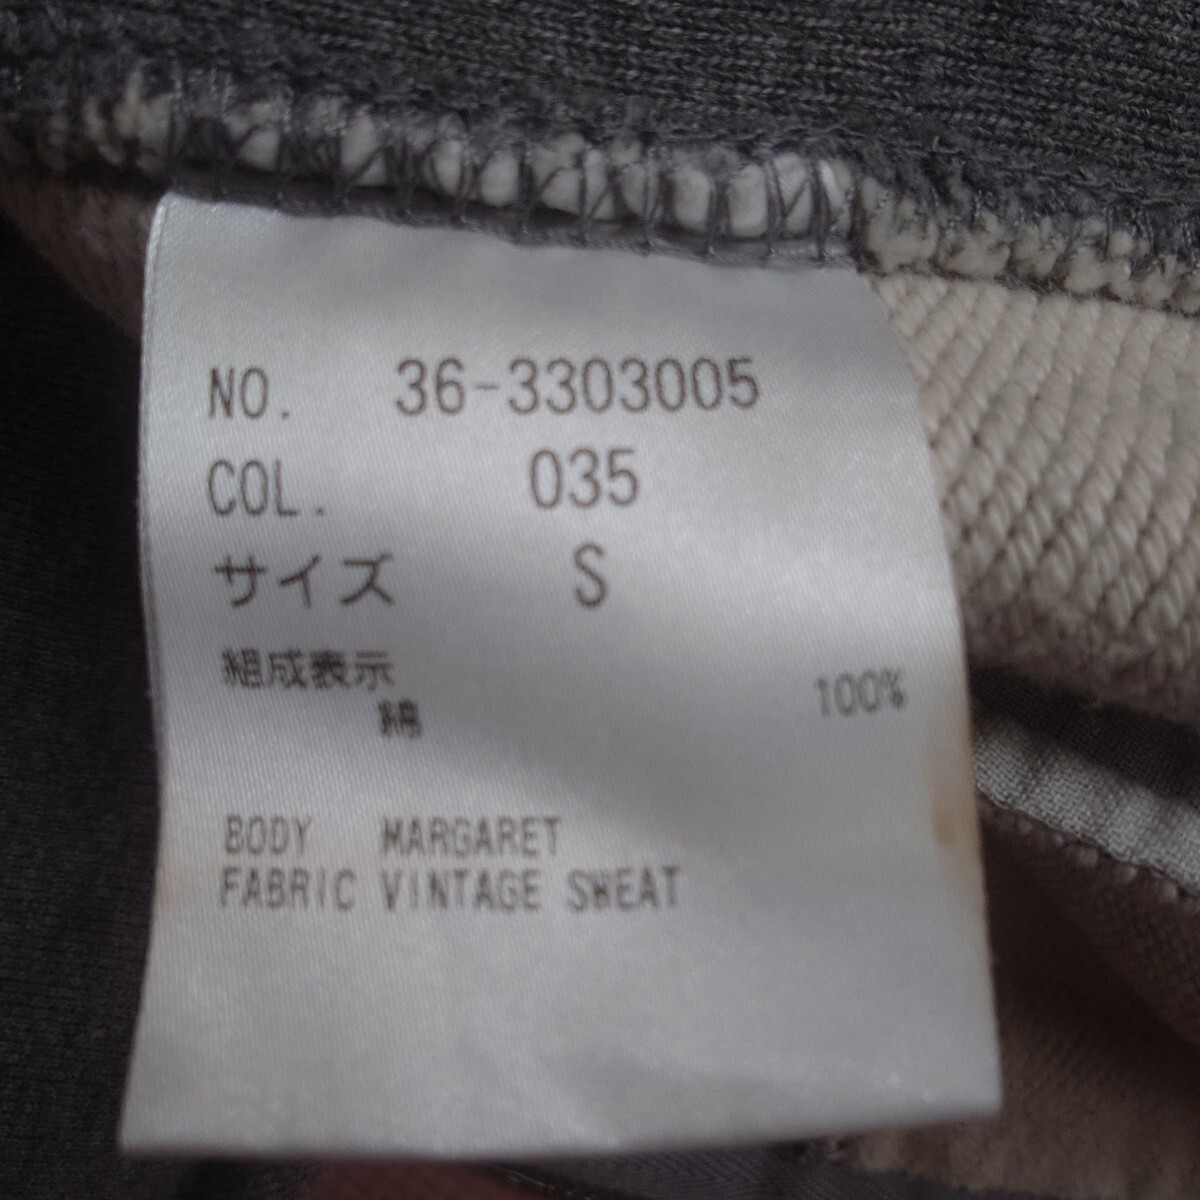 NO. 36-3303005
COL. 035
サイズ S
組成表示
綿 100%
BODY MARGARET
FABRIC VINTAGE SWEAT